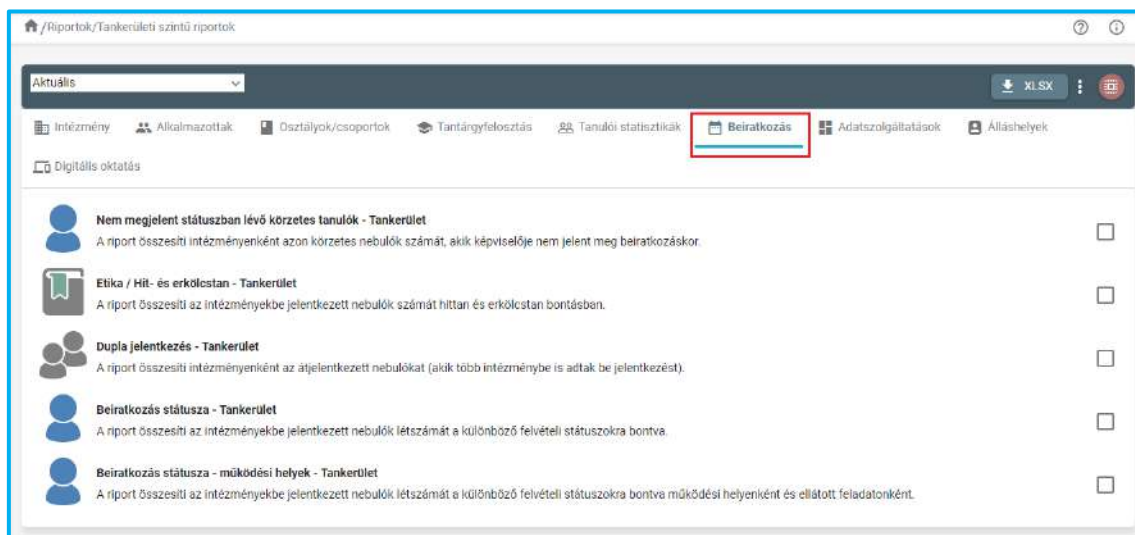 /Riportok/Tankerületi szintű riportok
Aktuális
XLSX
Intézmény Alkalmazottak Osztályok/csoportok Tantárgyfelosztás Tanulói statisztikák Beiratkozás Adatszolgáltatások Álláshelyek
Digitális oktatás
Nem megjelent státuszban lévő körzetes tanulók - Tankerület
A riport összesíti intézményenként azon körzetes nebulók számát, akik képviselője nem jelent meg beiratkozáskor.
Etika / Hit- és erkölcstan - Tankerület
A riport összesíti az intézményekbe jelentkezett nebulók számát hittan és erkölcstan bontásban.
Dupla jelentkezés - Tankerület
A riport összesíti intézményenként az átjelentkezett nebulókat (akik több intézménybe is adtak be jelentkezést).
Beiratkozás státusza - Tankerület
A riport összesíti az intézményekbe jelentkezett nebulók létszámát a különböző felvételi státuszokra bontva.
Beiratkozás státusza - működési helyek - Tankerület
A riport összesíti az intézményekbe jelentkezett nebulók létszámát a különböző felvételi státuszokra bontva működési helyenként és ellátott feladatonként.